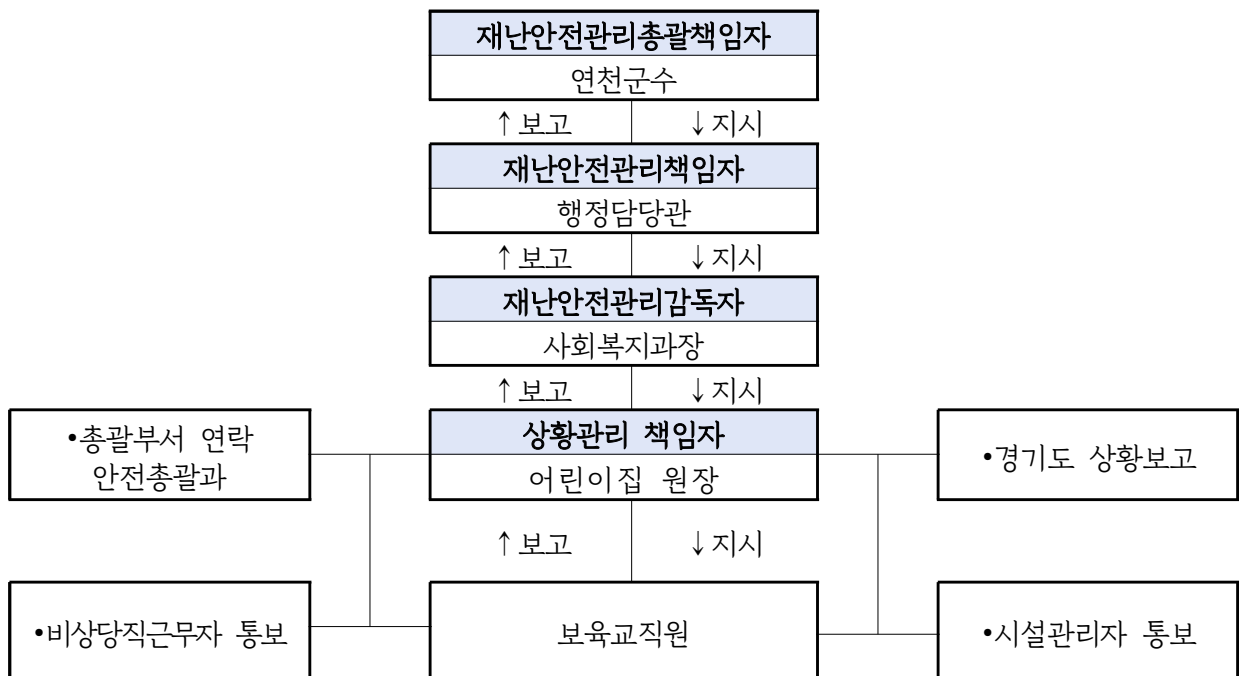 재난안전관리총괄책임자
연천군수
↑보고 ↓지시
재난안전관리책임자
행정담당관
↑보고 ↓지시
재난안전관리감독자
사회복지과장
↑보고 ↓지시
•총괄부서 연락
안전총괄과
상황관리 책임자
어린이집 원장
•경기도 상황보고
↑보고 ↓지시
•비상당직근무자 통보
보육교직원
•시설관리자 통보